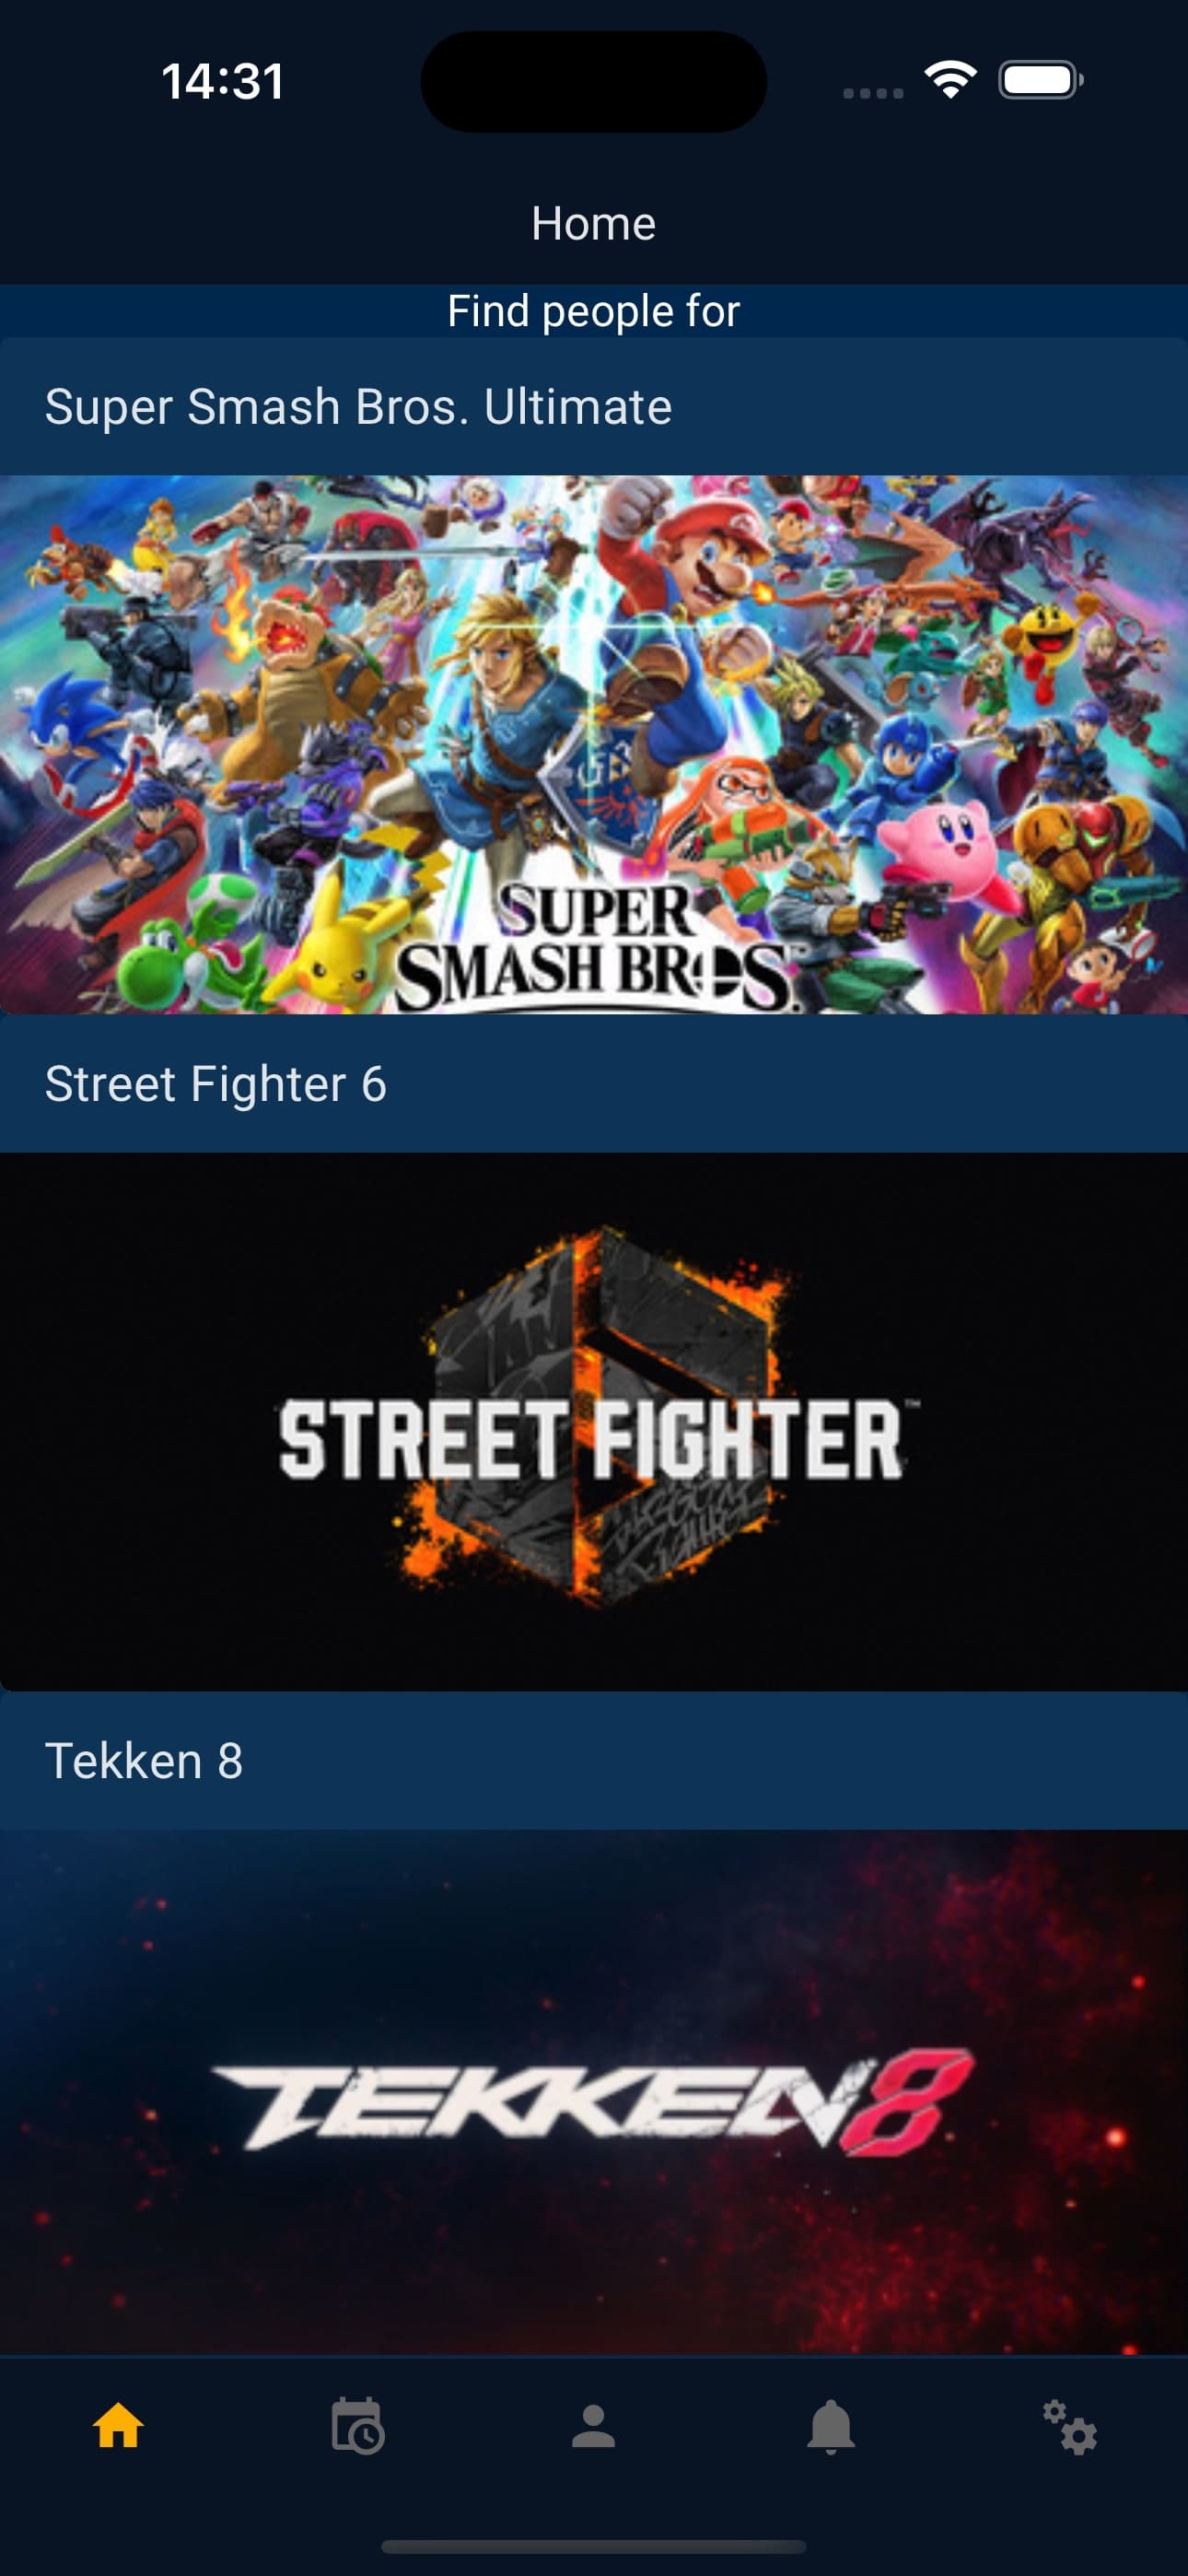 14:31
Home
Find people for
Super Smash Bros. Ultimate
SUPER
SMASH BROS.
Street Fighter 6
STREET FIGHTER™
Tekken 8
TEKKEN 8